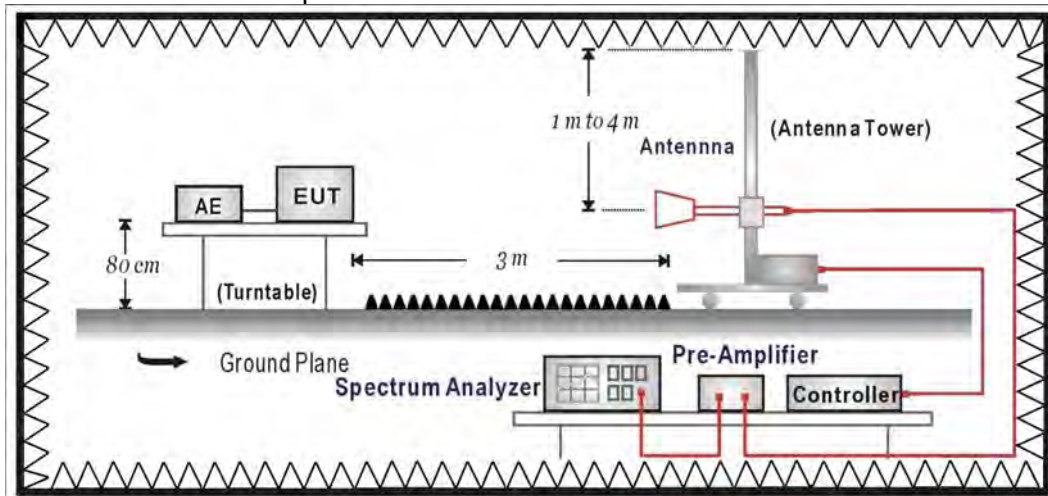 1 m to 4 m
(Antenna Tower)
Antennna
AE
EUT
80 cm
3 m
(Turntable)
Ground Plane
Pre-Amplifier
Spectrum Analyzer
Controller